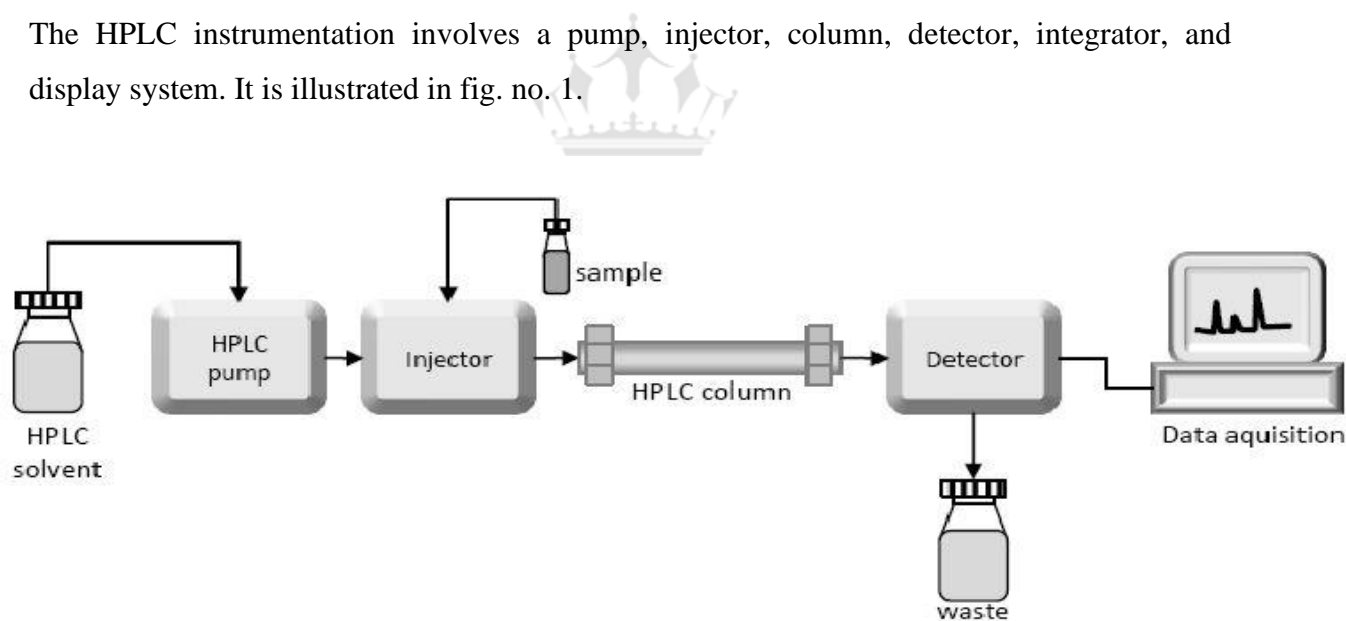 The HPLC instrumentation involves a pump, injector, column, detector, integrator, and
display system. It is illustrated in fig. no. 1.
sample
HPLC
pump
Injector
HPLC column
Detector
HPLC
solvent
Data aquisition
waste